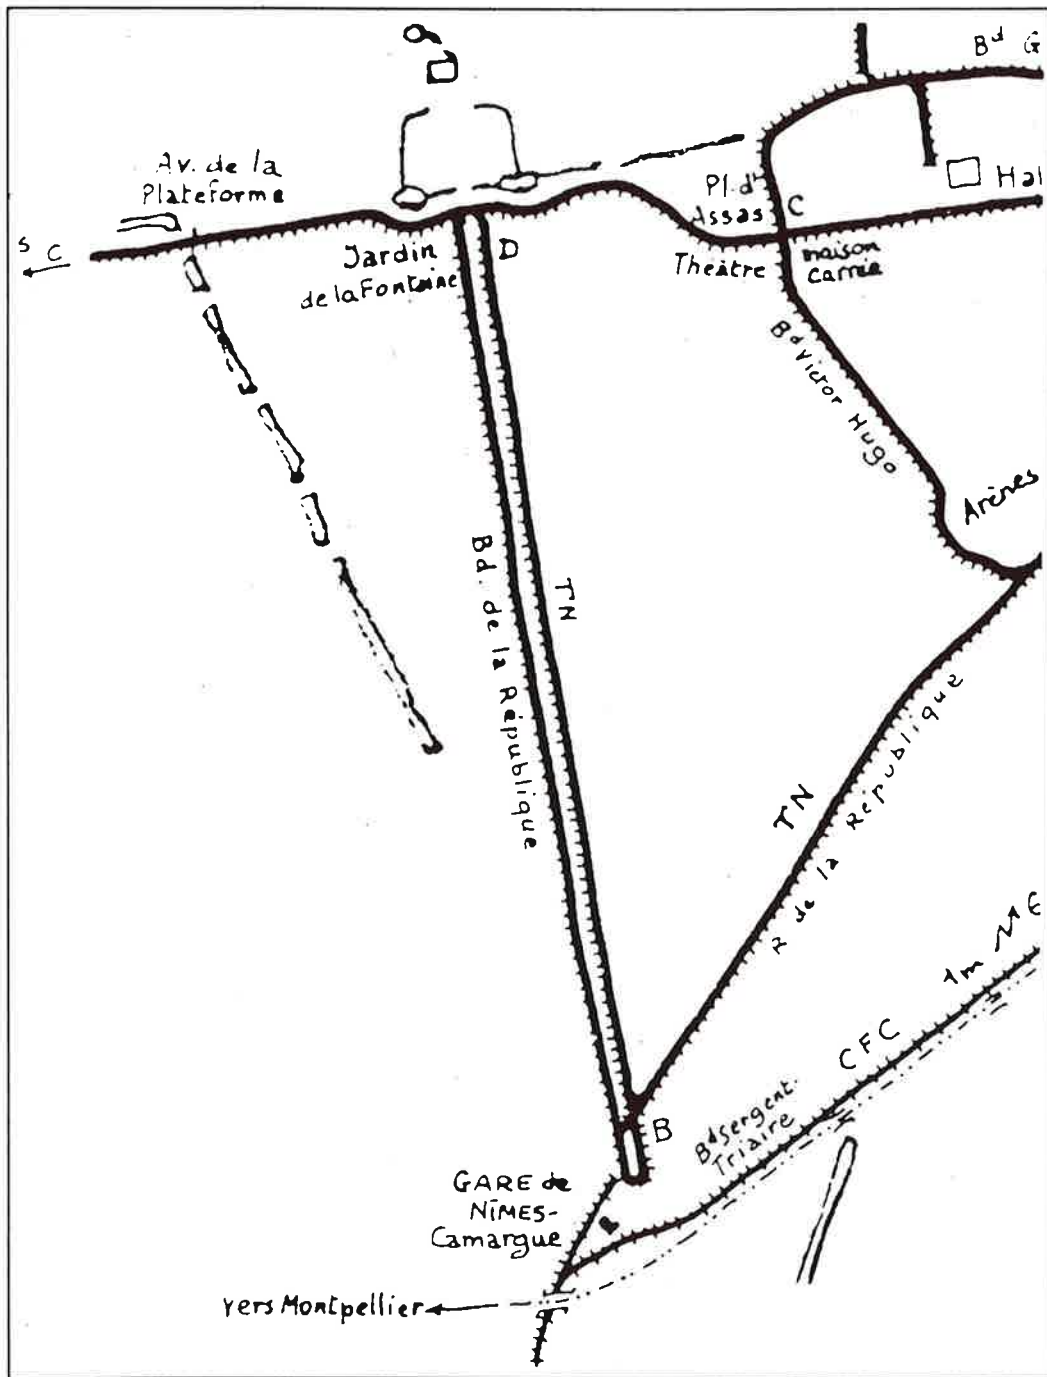 Bᵈ G
Av. de la
Plateforme
Pl. d'
Assas
C
Hal
S C
Jardin
de la Fontaine
D
Théâtre
maison
Carrée
Bᵈ Victor Hugo
Arènes
Bd. de la République
TN
TN
R de la République
1m
E
CFC
B
Bᵈ Sergent.
Triaire
GARE de
NÎMES-
Camargue
vers Montpellier